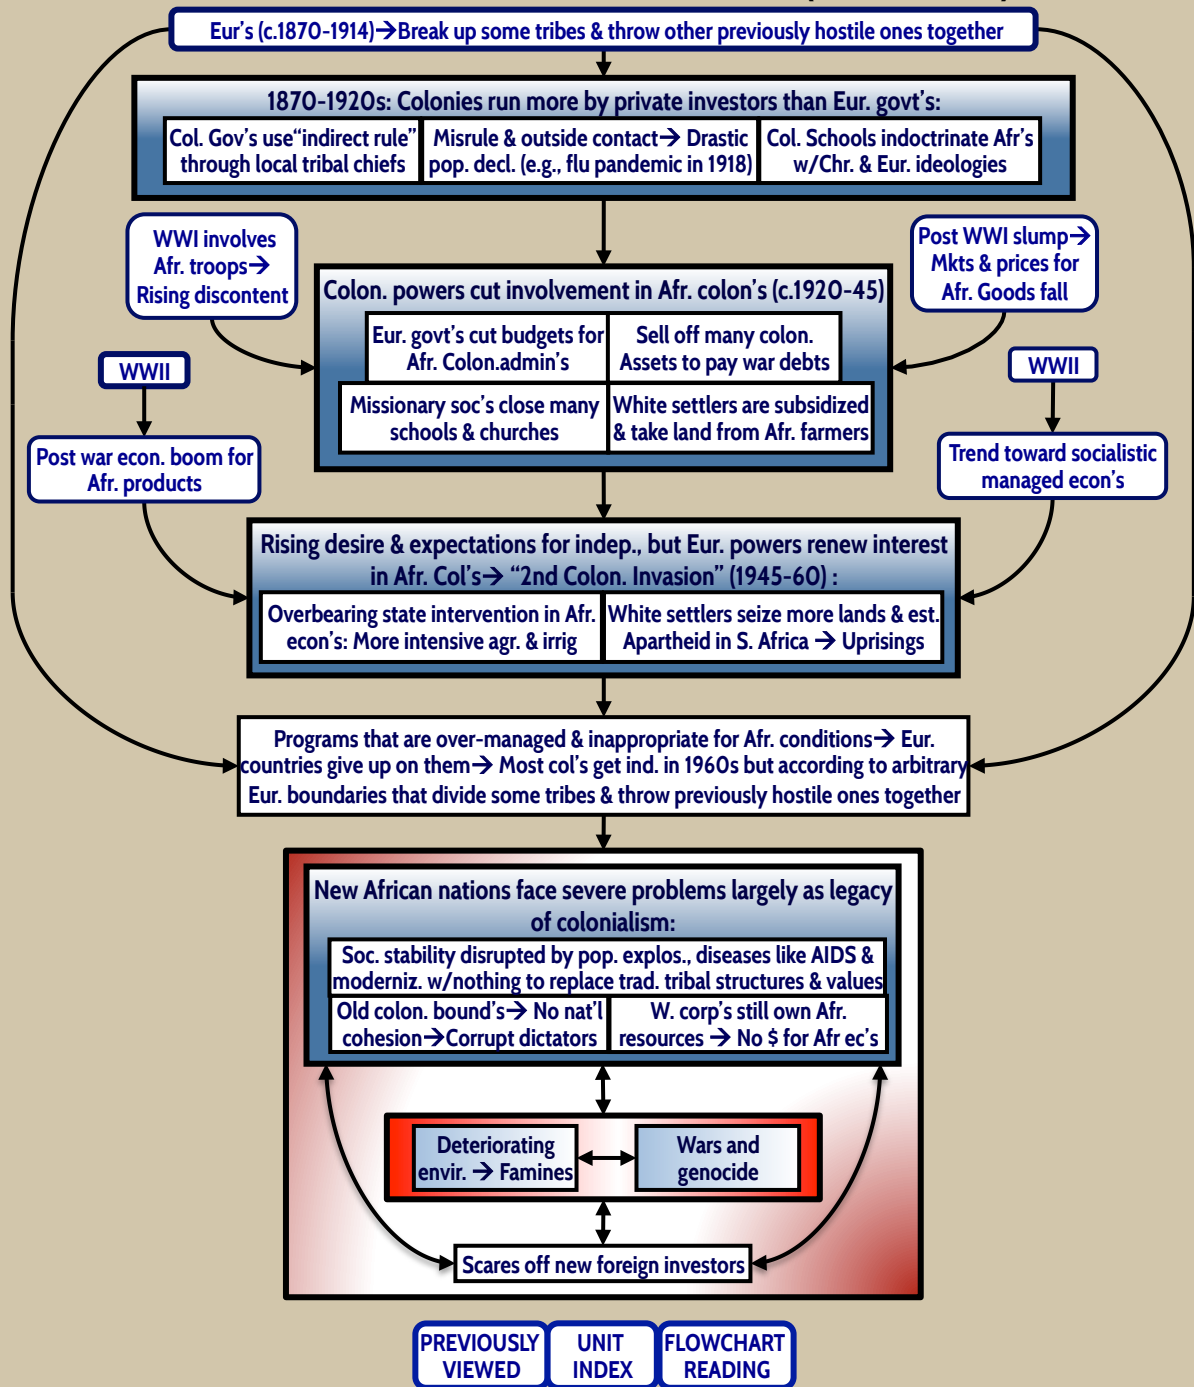 Eur's (c.1870-1914)→Break up some tribes & throw other previously hostile ones together
1870-1920s: Colonies run more by private investors than Eur. govt's:
Col. Gov's use“indirect rule”
through local tribal chiefs
Misrule & outside contact→ Drastic
pop. decl. (e.g., flu pandemic in 1918)
Col. Schools indoctrinate Afr's
w/Chr. & Eur. ideologies
WWI involves
Afr. troops→
Rising discontent
Post WWI slump→
Mkts & prices for
Afr. Goods fall
Colon. powers cut involvement in Afr. colon's (c.1920-45)
Eur. govt's cut budgets for
Afr. Colon.admin's
Sell off many colon.
Assets to pay war debts
Missionary soc's close many
schools & churches
White settlers are subsidized
& take land from Afr. farmers
WWII
WWII
Post war econ. boom for
Afr. products
Trend toward socialistic
managed econ's
Rising desire & expectations for indep., but Eur. powers renew interest
in Afr. Col's→ “2nd Colon. Invasion” (1945-60) :
Overbearing state intervention in Afr.
econ's: More intensive agr. & irrig
White settlers seize more lands & est.
Apartheid in S. Africa → Uprisings
Programs that are over-managed & inappropriate for Afr. conditions→ Eur.
countries give up on them→ Most col's get ind. in 1960s but according to arbitrary
Eur. boundaries that divide some tribes & throw previously hostile ones together
New African nations face severe problems largely as legacy
of colonialism:
Soc. stability disrupted by pop. explos., diseases like AIDS &
moderniz. w/nothing to replace trad. tribal structures & values
Old colon. bound's→ No nat'l
cohesion→Corrupt dictators
W. corp's still own Afr.
resources → No $ for Afr ec's
Deteriorating
envir. → Famines
Wars and
genocide
Scares off new foreign investors
PREVIOUSLY
VIEWED
UNIT
INDEX
FLOWCHART
READING